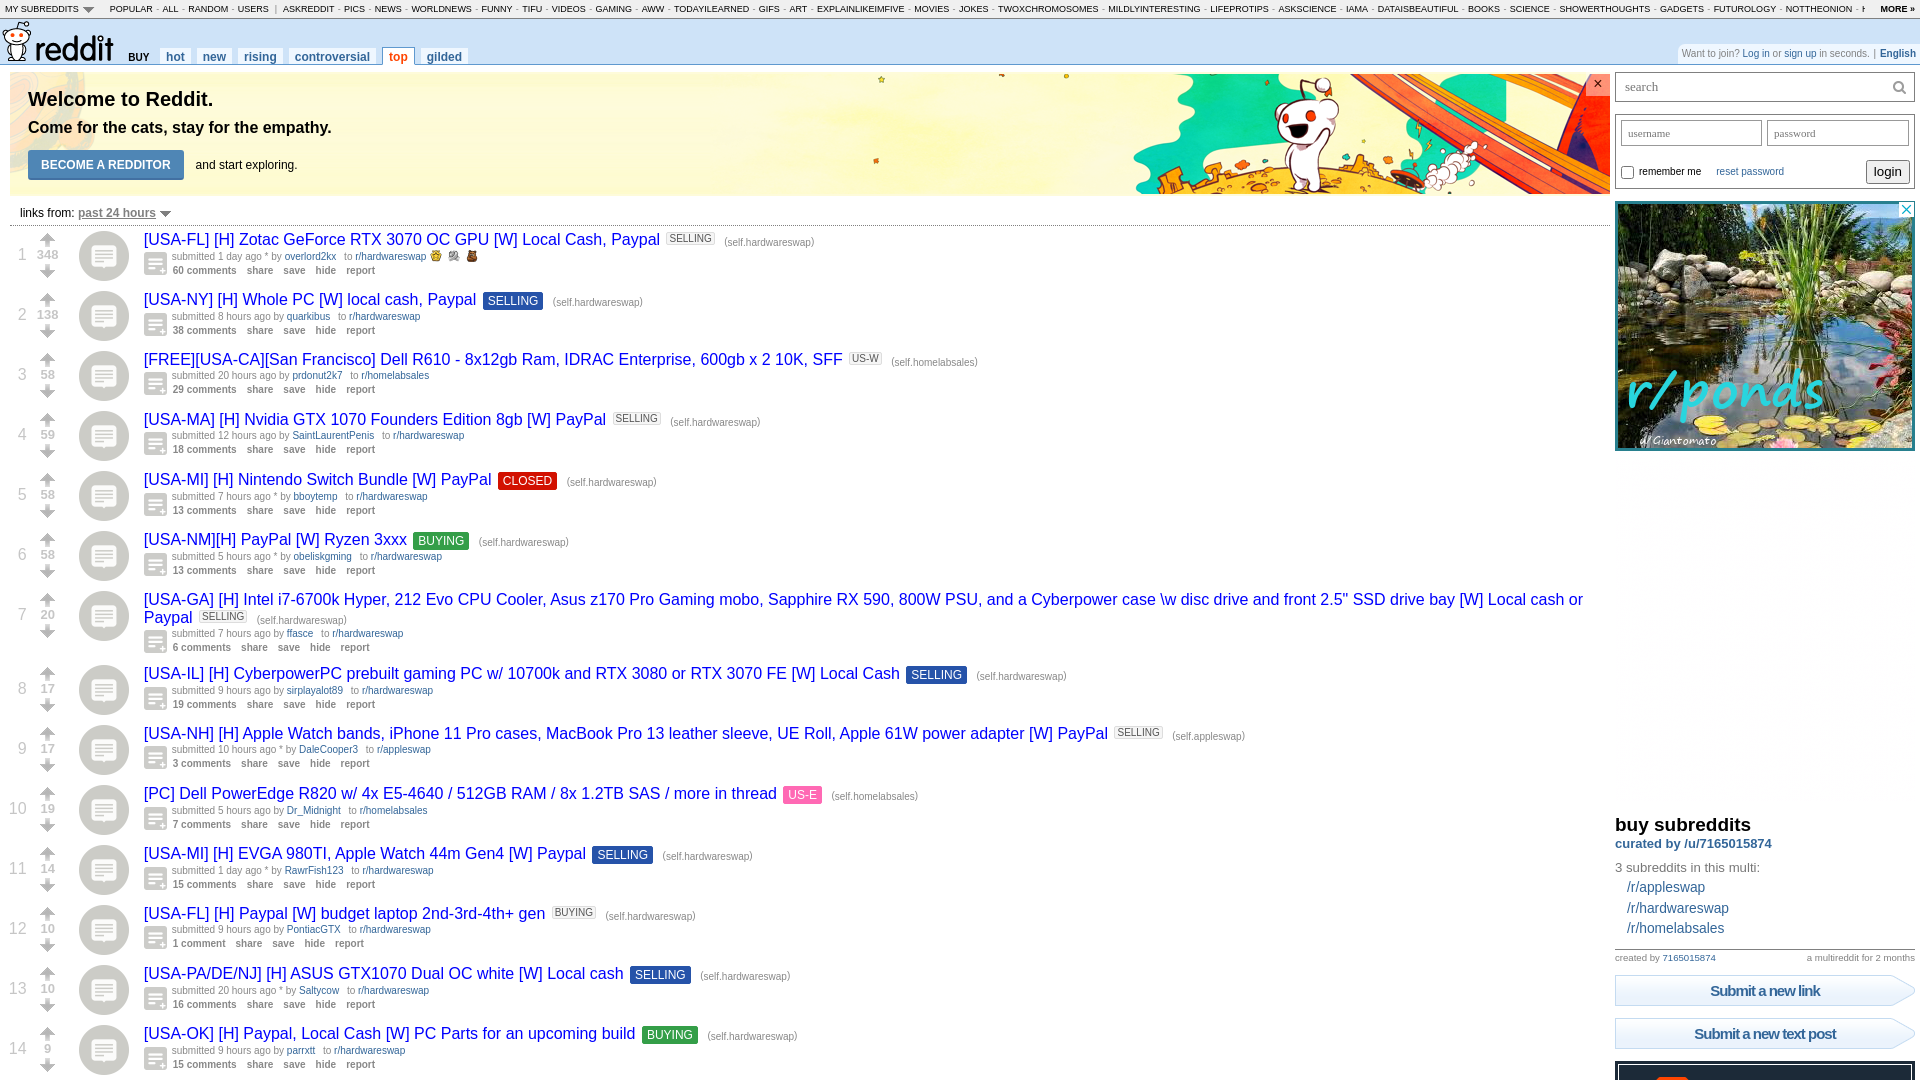 MY SUBREDDITS POPULAR - ALL - RANDOM - USERS | ASKREDDIT - PICS - NEWS - WORLDNEWS - FUNNY - TIFU - VIDEOS - GAMING - AWW - TODAYILEARNED - GIFS - ART - EXPLAINLIKEIMFIVE - MOVIES - JOKES - TWOXCHROMOSOMES - MILDLYINTERESTING - LIFEPROTIPS - ASKSCIENCE - IAMA - DATAISBEAUTIFUL - BOOKS - SCIENCE - SHOWERTHOUGHTS - GADGETS - FUTUROLOGY - NOTTHEONION - MORE »
reddit BUY hot new rising controversial top gilded
Want to join? Log in or sign up in seconds. | English
Welcome to Reddit.
Come for the cats, stay for the empathy.
BECOME A REDDITOR and start exploring.
links from: past 24 hours
1 348 [USA-FL] [H] Zotac GeForce RTX 3070 OC GPU [W] Local Cash, Paypal SELLING (self.hardwareswap)
submitted 1 day ago * by overlord2kx to r/hardwareswap
60 comments share save hide report
2 138 [USA-NY] [H] Whole PC [W] local cash, Paypal SELLING (self.hardwareswap)
submitted 8 hours ago by quarkibus to r/hardwareswap
38 comments share save hide report
3 58 [FREE][USA-CA][San Francisco] Dell R610 - 8x12gb Ram, IDRAC Enterprise, 600gb x 2 10K, SFF US-W (self.homelabsales)
submitted 20 hours ago by prdonut2k7 to r/homelabsales
29 comments share save hide report
4 59 [USA-MA] [H] Nvidia GTX 1070 Founders Edition 8gb [W] PayPal SELLING (self.hardwareswap)
submitted 12 hours ago by SaintLaurentPenis to r/hardwareswap
18 comments share save hide report
5 58 [USA-MI] [H] Nintendo Switch Bundle [W] PayPal CLOSED (self.hardwareswap)
submitted 7 hours ago * by bboytemp to r/hardwareswap
13 comments share save hide report
6 58 [USA-NM][H] PayPal [W] Ryzen 3xxx BUYING (self.hardwareswap)
submitted 5 hours ago * by obeliskgming to r/hardwareswap
13 comments share save hide report
7 20 [USA-GA] [H] Intel i7-6700k Hyper, 212 Evo CPU Cooler, Asus z170 Pro Gaming mobo, Sapphire RX 590, 800W PSU, and a Cyberpower case \w disc drive and front 2.5" SSD drive bay [W] Local cash or
Paypal SELLING (self.hardwareswap)
submitted 7 hours ago by ffasce to r/hardwareswap
6 comments share save hide report
8 17 [USA-IL] [H] CyberpowerPC prebuilt gaming PC w/ 10700k and RTX 3080 or RTX 3070 FE [W] Local Cash SELLING (self.hardwareswap)
submitted 9 hours ago by sirplayalot89 to r/hardwareswap
19 comments share save hide report
9 17 [USA-NH] [H] Apple Watch bands, iPhone 11 Pro cases, MacBook Pro 13 leather sleeve, UE Roll, Apple 61W power adapter [W] PayPal SELLING (self.appleswap)
submitted 10 hours ago * by DaleCooper3 to r/appleswap
3 comments share save hide report
10 19 [PC] Dell PowerEdge R820 w/ 4x E5-4640 / 512GB RAM / 8x 1.2TB SAS / more in thread US-E (self.homelabsales)
submitted 5 hours ago by Dr_Midnight to r/homelabsales
7 comments share save hide report
11 14 [USA-MI] [H] EVGA 980TI, Apple Watch 44m Gen4 [W] Paypal SELLING (self.hardwareswap)
submitted 1 day ago * by RawrFish123 to r/hardwareswap
15 comments share save hide report
12 10 [USA-FL] [H] Paypal [W] budget laptop 2nd-3rd-4th+ gen BUYING (self.hardwareswap)
submitted 9 hours ago by PontiacGTX to r/hardwareswap
1 comment share save hide report
13 10 [USA-PA/DE/NJ] [H] ASUS GTX1070 Dual OC white [W] Local cash SELLING (self.hardwareswap)
submitted 20 hours ago * by Saltycow to r/hardwareswap
16 comments share save hide report
14 9 [USA-OK] [H] Paypal, Local Cash [W] PC Parts for an upcoming build BUYING (self.hardwareswap)
submitted 9 hours ago by parrxtt to r/hardwareswap
15 comments share save hide report
search
username password
remember me reset password login
r/ponds
u/Giantomato
buy subreddits
curated by /u/7165015874
3 subreddits in this multi:
/r/appleswap
/r/hardwareswap
/r/homelabsales
created by 7165015874 a multireddit for 2 months
Submit a new link
Submit a new text post